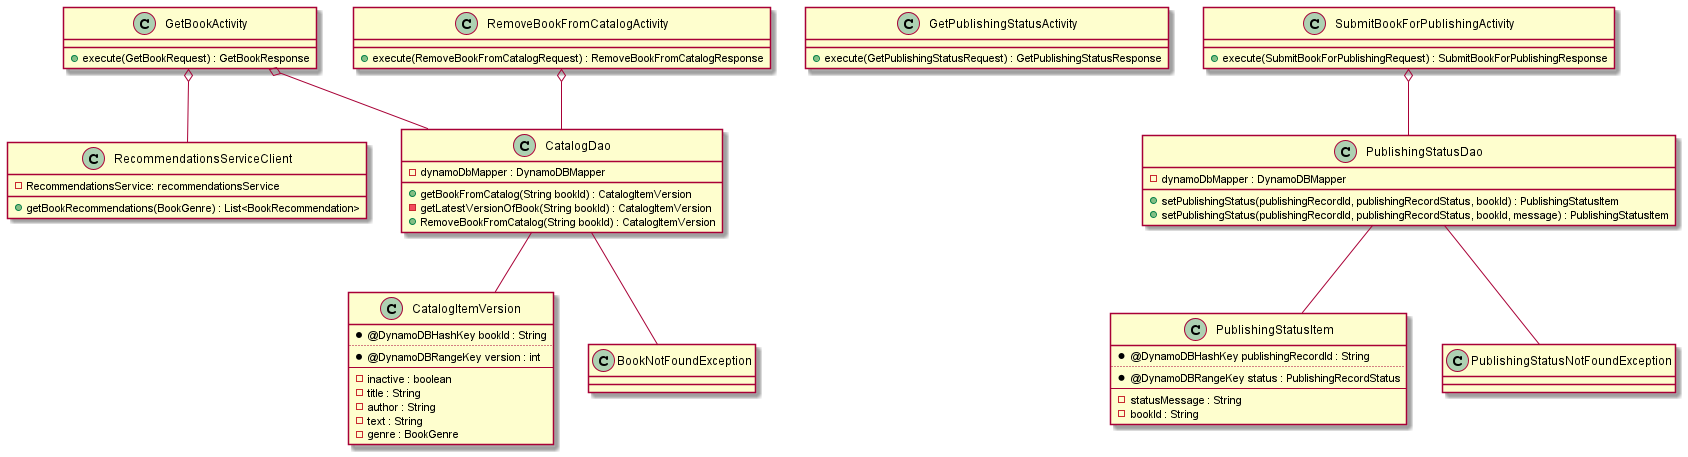 C GetBookActivity
execute(GetBookRequest) : GetBookResponse
C RemoveBookFromCatalogActivity
execute(RemoveBookFromCatalogRequest) : RemoveBookFromCatalogResponse
C GetPublishingStatusActivity
execute(GetPublishingStatusRequest) : GetPublishingStatusResponse
C SubmitBookForPublishingActivity
execute(SubmitBookForPublishingRequest) : SubmitBookForPublishingResponse
C RecommendationsServiceClient
RecommendationsService: recommendationsService
getBookRecommendations(BookGenre) : List<BookRecommendation>
C CatalogDao
dynamoDbMapper : DynamoDBMapper
getBookFromCatalog(String bookId) : CatalogItemVersion
getLatestVersionOfBook(String bookId) : CatalogItemVersion
RemoveBookFromCatalog(String bookId) : CatalogItemVersion
C PublishingStatusDao
dynamoDbMapper : DynamoDBMapper
setPublishingStatus(publishingRecordId, publishingRecordStatus, bookId) : PublishingStatusItem
setPublishingStatus(publishingRecordId, publishingRecordStatus, bookId, message) : PublishingStatusItem
C CatalogItemVersion
@DynamoDBHashKey bookId : String
@DynamoDBRangeKey version : int
inactive : boolean
title : String
author : String
text : String
genre : BookGenre
C BookNotFoundException
C PublishingStatusItem
@DynamoDBHashKey publishingRecordId : String
@DynamoDBRangeKey status : PublishingRecordStatus
statusMessage : String
bookId : String
C PublishingStatusNotFoundException